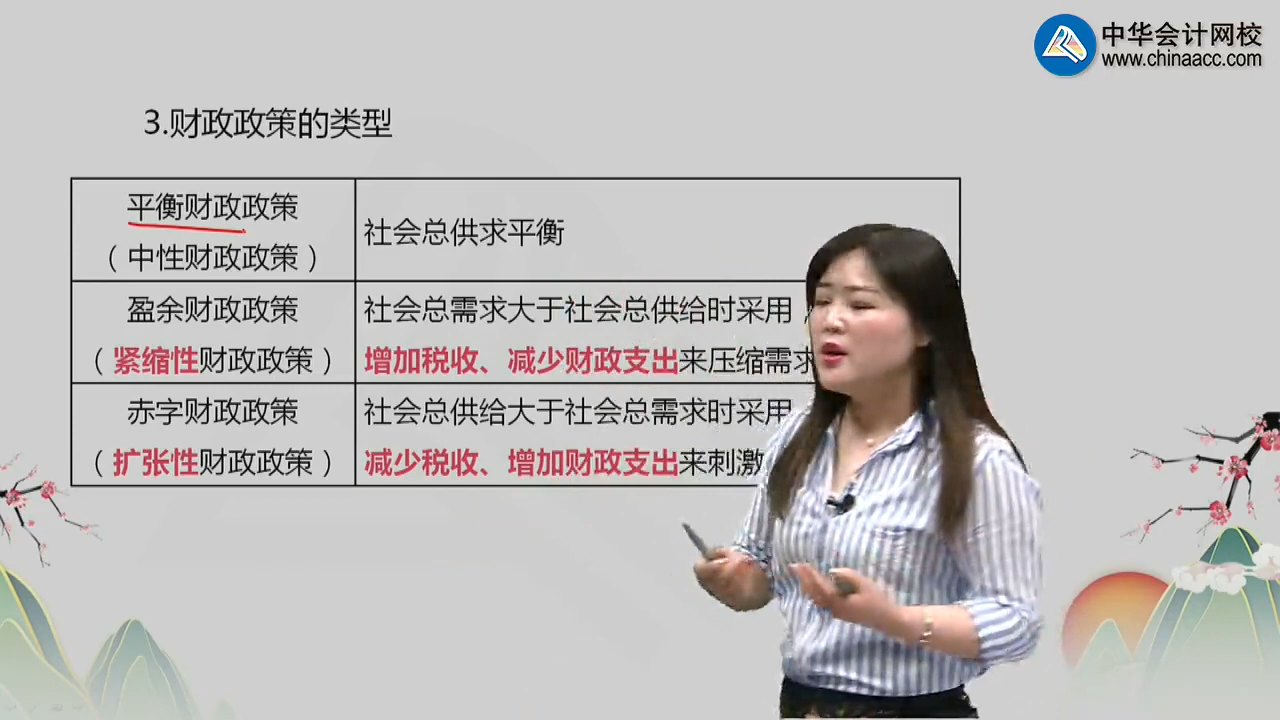 中华会计网校
www.chinaacc.com
3.财政政策的类型
平衡财政政策
（中性财政政策）
社会总供求平衡
盈余财政政策
（紧缩性财政政策）
社会总需求大于社会总供给时采用，
增加税收、减少财政支出来压缩需求
赤字财政政策
（扩张性财政政策）
社会总供给大于社会总需求时采用
减少税收、增加财政支出来刺激